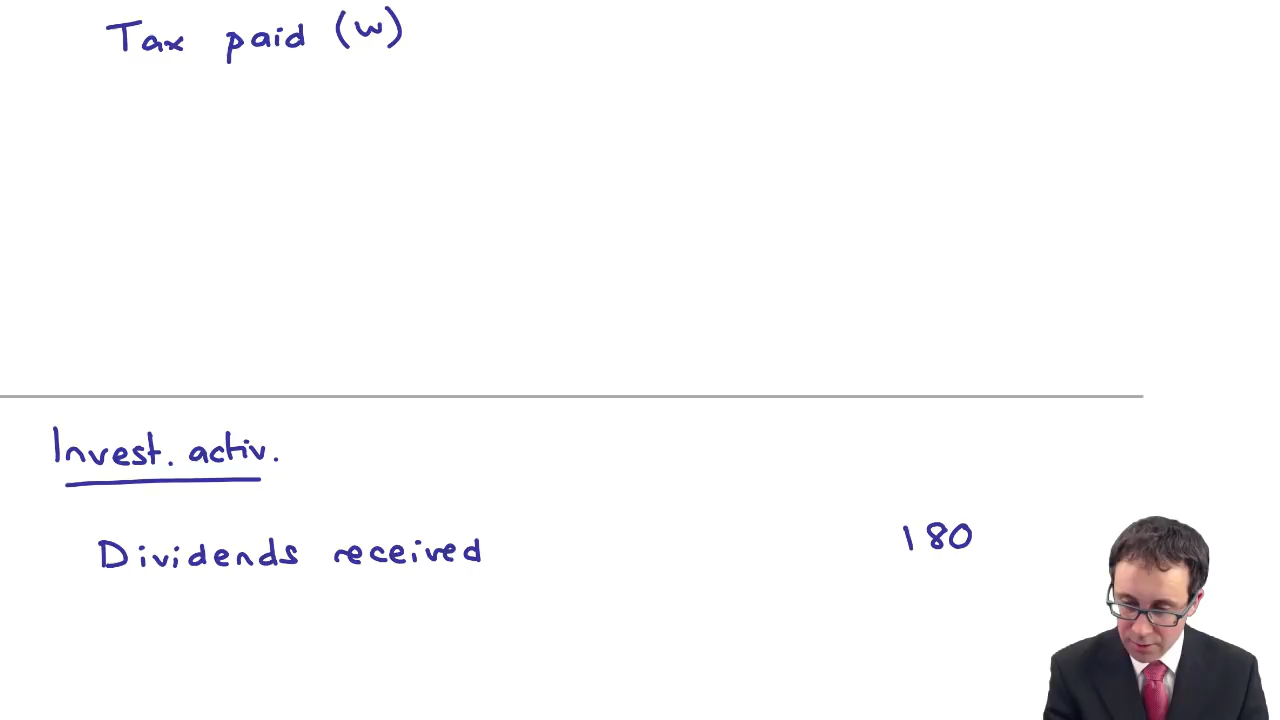 Tax paid (w)
Invest. activ.
Dividends received 180